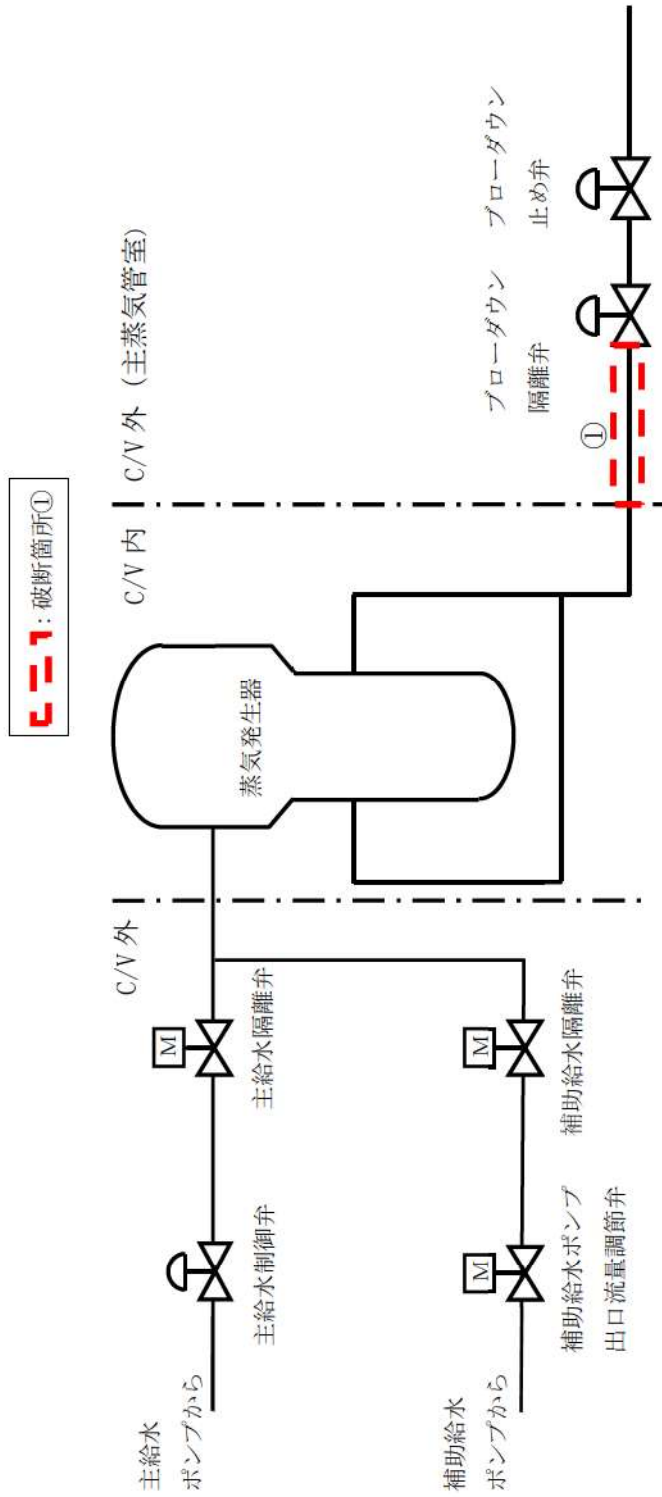 ：破断箇所①
C/V 外
C/V 内
C/V 外（主蒸気管室）
蒸気発生器
主給水
ポンプから
主給水制御弁
主給水隔離弁
M
補助給水
ポンプから
補助給水ポンプ
出口流量調節弁
M
補助給水隔離弁
M
①
ブローダウン
隔離弁
ブローダウン
止め弁